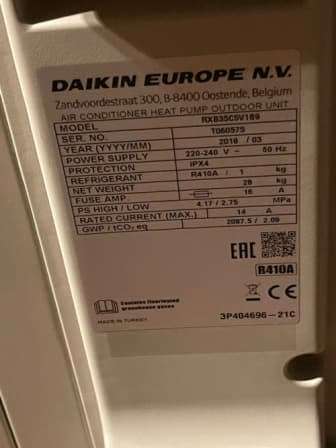 DAIKIN EUROPE N.V.
Zandvoordestraat 300, B-8400 Oostende, Belgium
AIR CONDITIONER HEAT PUMP OUTDOOR UNIT
MODEL RXB35C5V1B9
SER. NO. T060575
YEAR (YYYY/MM) 2018 / 03
POWER SUPPLY 220-240 V ~ 50 Hz
PROTECTION IPX4
REFRIGERANT R410A / 1 kg
NET WEIGHT 28 kg
FUSE AMP 16 A
PS HIGH / LOW 4.17 / 2.75 MPa
RATED CURRENT (MAX.) 14 A
GWP / tCO₂ eq 2087.5 / 2.09
EAC
R410A
Contains fluorinated
greenhouse gases
CE
MADE IN TURKEY
3P484696-21C